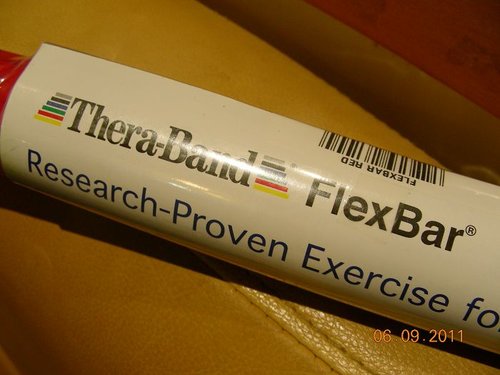 Thera-Band FlexBar®
FLEXBAR RED
Research-Proven Exercise fo
06.09.2011